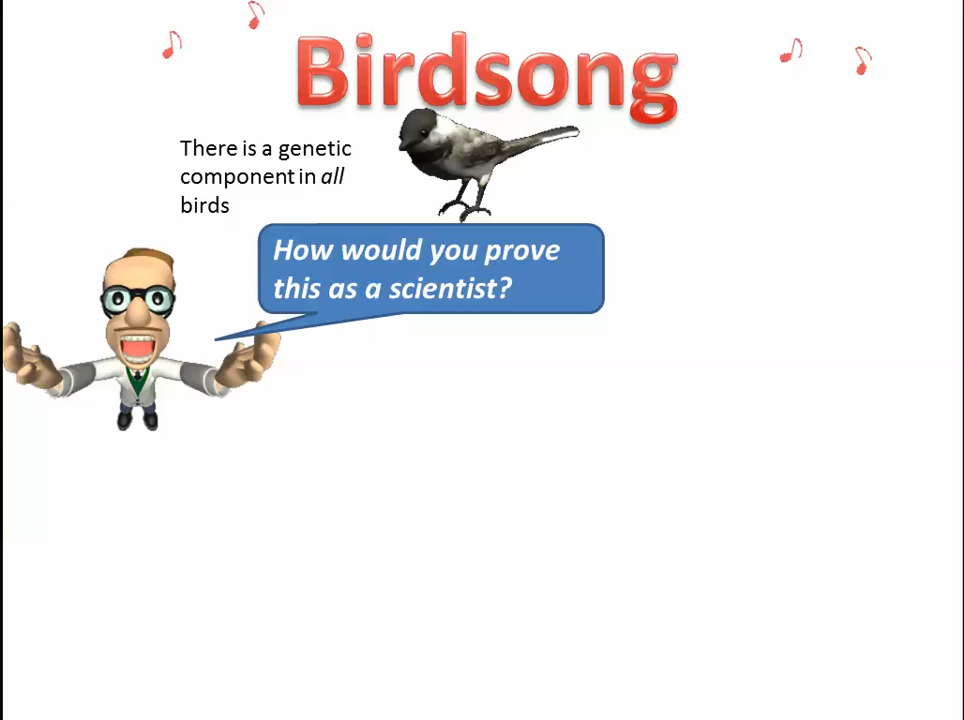 Birdsong
There is a genetic
component in all
birds
How would you prove
this as a scientist?